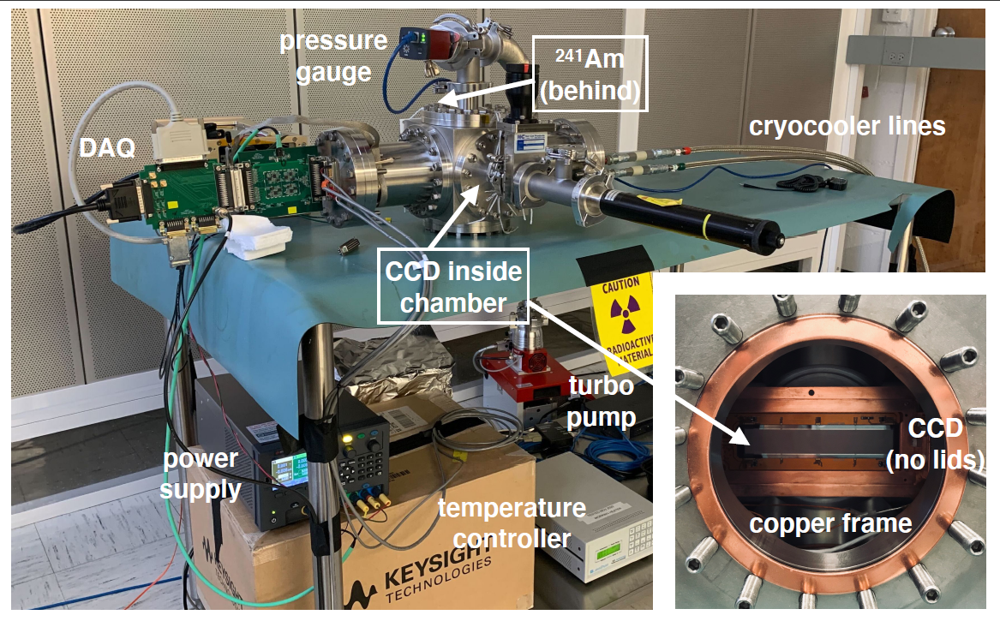 pressure
gauge
²⁴¹Am
(behind)
DAQ
cryocooler lines
CCD inside
chamber
CAUTION
RADIOACTIVE
MATERIAL
turbo
pump
CCD
(no lids)
power
supply
copper frame
temperature
controller
KEYSIGHT
TECHNOLOGIES